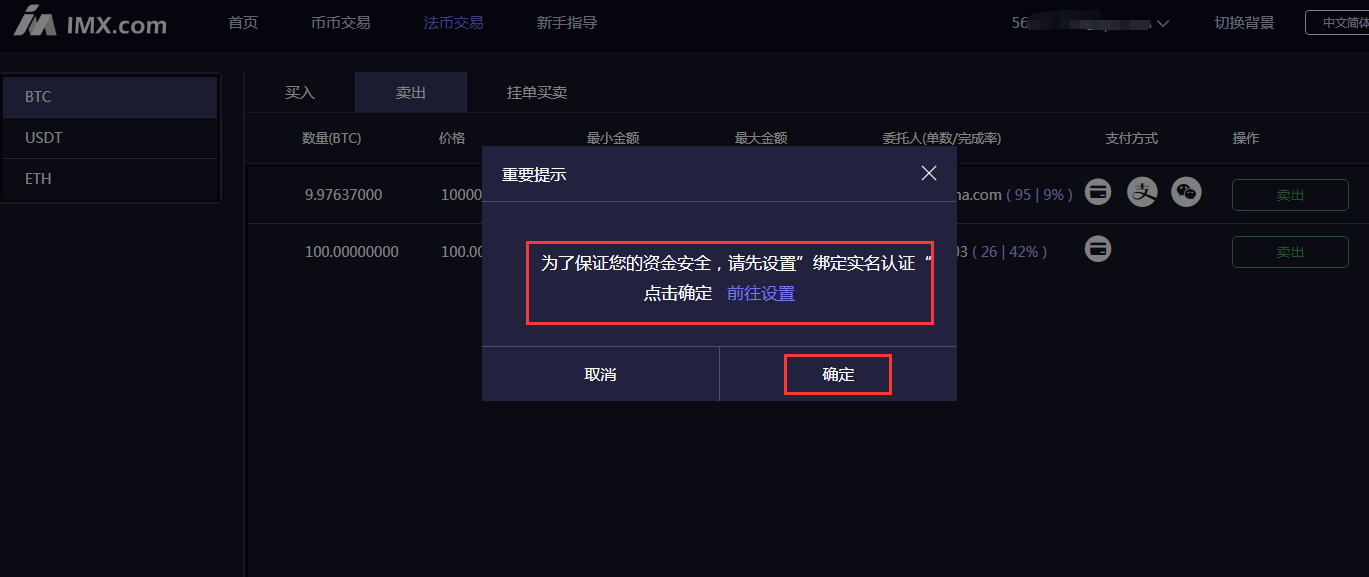 IMX.com 首页 币币交易 法币交易 新手指导 56 切换背景 中文简体
BTC
USDT
ETH
买入 卖出 挂单买卖
数量(BTC) 价格 最小金额 最大金额 委托人(单数/完成率) 支付方式 操作
重要提示
9.97637000 10000 na.com ( 95 | 9% ) 支 卖出
100.00000000 100.00 03 ( 26 | 42% ) 卖出
为了保证您的资金安全，请先设置”绑定实名认证“
点击确定 前往设置
取消 确定